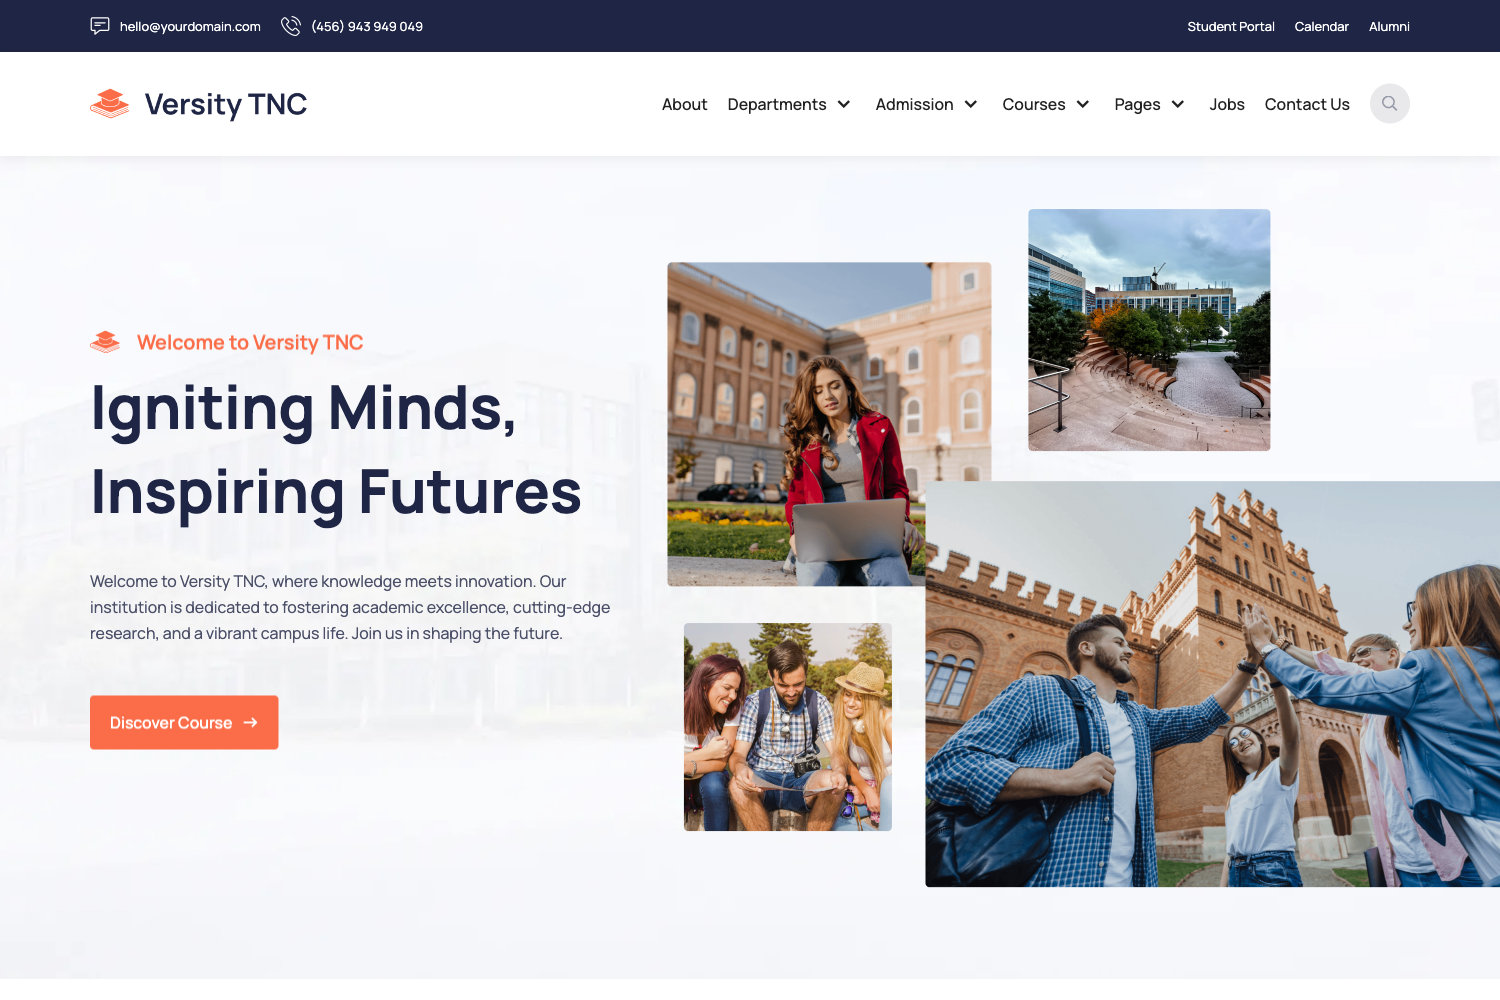 hello@yourdomain.com
(456) 943 949 049
Student Portal
Calendar
Alumni
Versity TNC
About
Departments
Admission
Courses
Pages
Jobs
Contact Us
Welcome to Versity TNC
Igniting Minds,
Inspiring Futures
Welcome to Versity TNC, where knowledge meets innovation. Our
institution is dedicated to fostering academic excellence, cutting-edge
research, and a vibrant campus life. Join us in shaping the future.
Discover Course